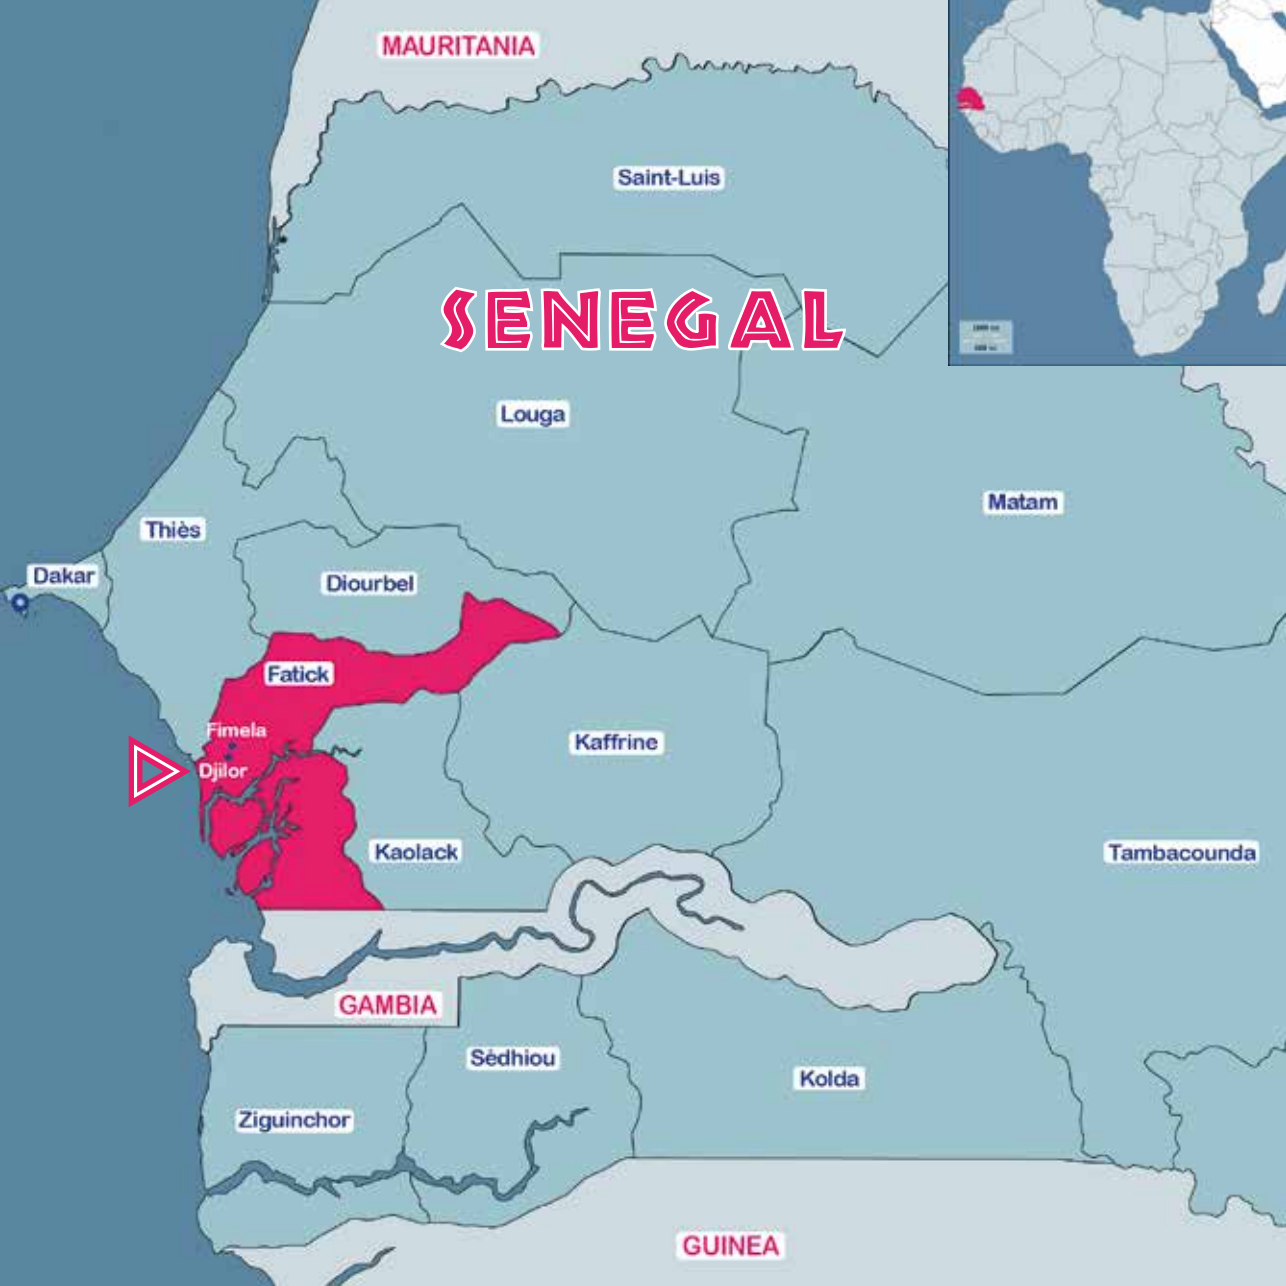 MAURITANIA
Saint-Luis
SENEGAL
Louga
Matam
Thiès
Dakar
Diourbel
Fatick
Fimela
Djilor
Kaffrine
Kaolack
Tambacounda
GAMBIA
Sèdhiou
Kolda
Ziguinchor
GUINEA